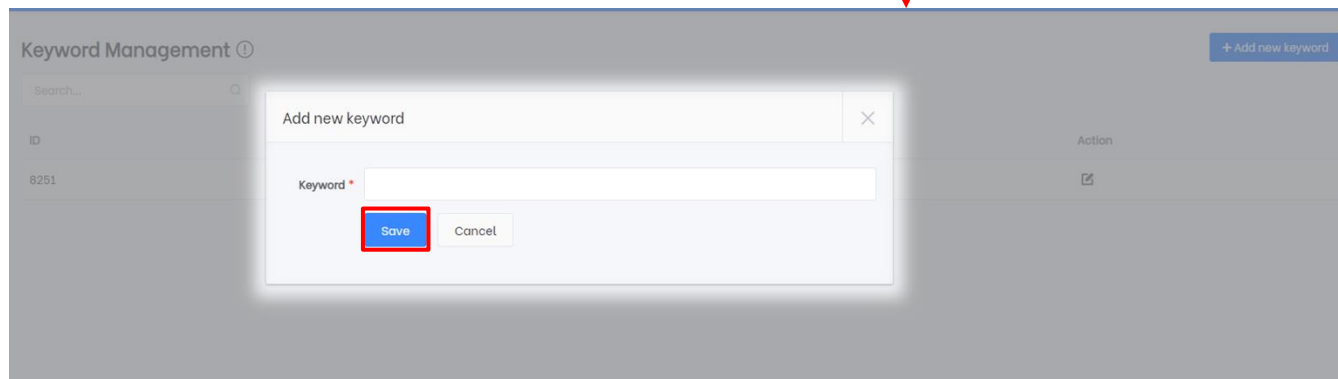 Keyword Management
+ Add new keyword
Search...
Add new keyword
ID
Action
8251
Keyword *
Save
Cancel